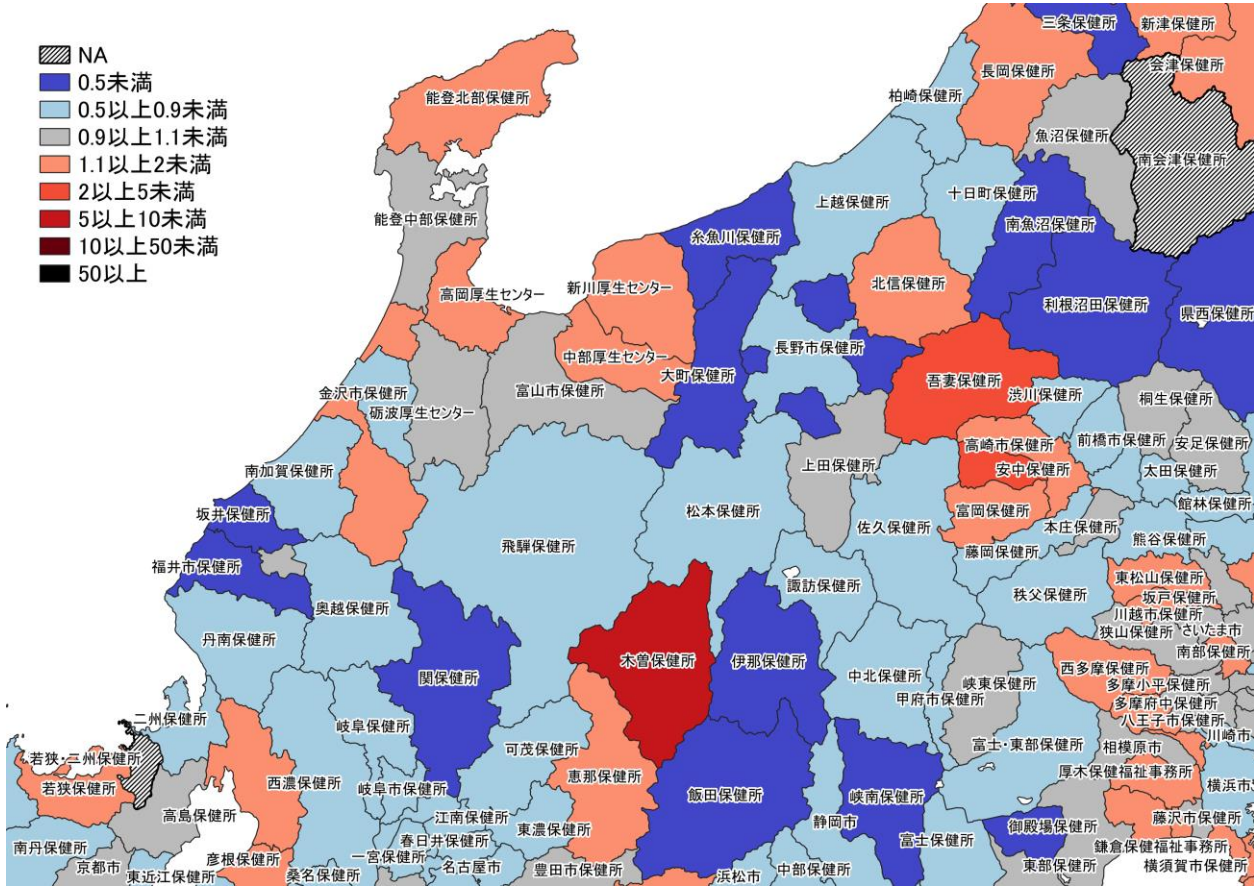 NA
0.5未満
0.5以上0.9未満
0.9以上1.1未満
1.1以上2未満
2以上5未満
5以上10未満
10以上50未満
50以上
三条保健所
新津保健所
会津保健所
長岡保健所
能登北部保健所
柏崎保健所
魚沼保健所
南会津保健所
十日町保健所
上越保健所
能登中部保健所
南魚沼保健所
糸魚川保健所
北信保健所
新川厚生センター
高岡厚生センター
利根沼田保健所
県西保健所
長野市保健所
中部厚生センター
大町保健所
吾妻保健所
富山市保健所
金沢市保健所
渋川保健所
桐生保健所
砺波厚生センター
高崎市保健所
前橋市保健所
安足保健所
南加賀保健所
上田保健所
安中保健所
太田保健所
館林保健所
坂井保健所
松本保健所
佐久保健所
富岡保健所
本庄保健所
熊谷保健所
飛騨保健所
藤岡保健所
福井市保健所
東松山保健所
諏訪保健所
秩父保健所
坂戸保健所
奥越保健所
川越市保健所
狭山保健所
さいたま市
丹南保健所
南部保健所
木曽保健所
伊那保健所
西多摩保健所
関保健所
中北保健所
峡東保健所
多摩小平保健所
甲府市保健所
多摩府中保健所
二州保健所
岐阜保健所
八王子市保健所
川崎市
可茂保健所
富士・東部保健所
相模原市
若狭・二州保健所
恵那保健所
厚木保健福祉事務所
若狭保健所
西濃保健所
岐阜市保健所
飯田保健所
峡南保健所
横浜市
高島保健所
江南保健所
東濃保健所
静岡市
御殿場保健所
藤沢市保健所
南丹保健所
春日井保健所
富士保健所
鎌倉保健福祉事務所
京都市
彦根保健所
一宮保健所
名古屋市
豊田市保健所
中部保健所
東部保健所
横須賀市保健所
東近江保健所
桑名保健所
浜松市